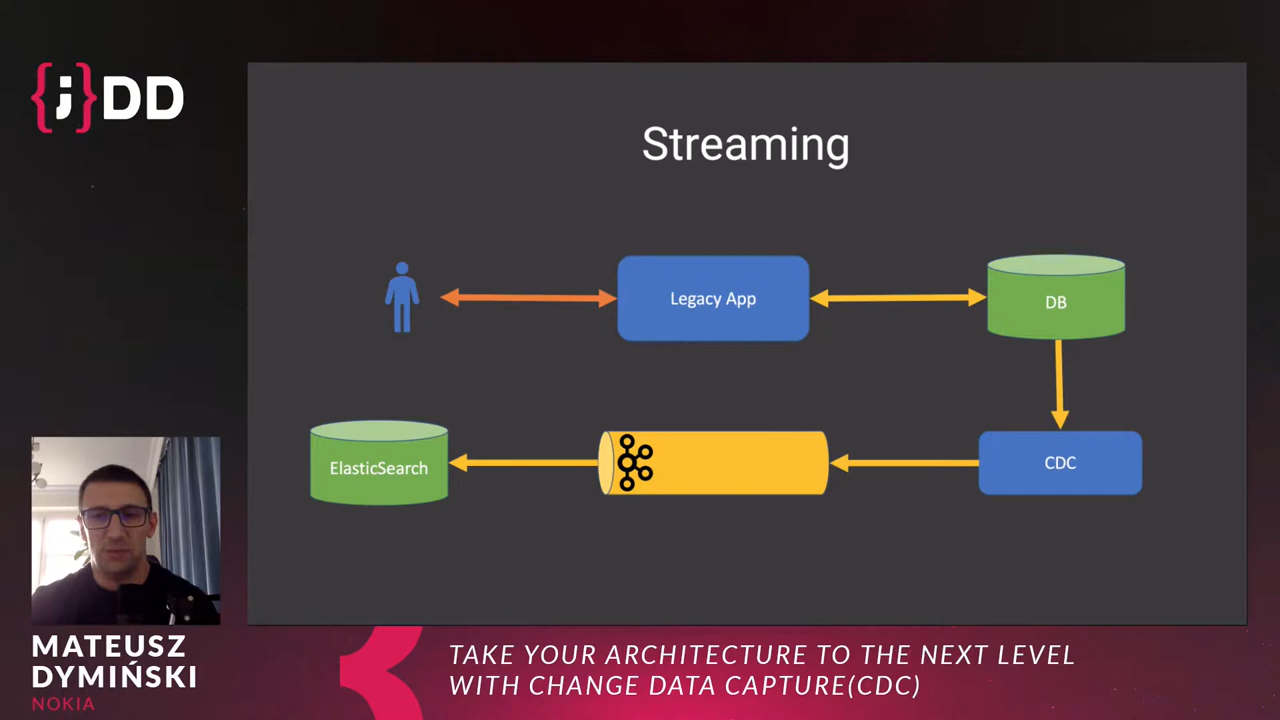 {;}DD
Streaming
Legacy App
DB
ElasticSearch
CDC
MATEUSZ
DYMIŃSKI
NOKIA
TAKE YOUR ARCHITECTURE TO THE NEXT LEVEL
WITH CHANGE DATA CAPTURE(CDC)